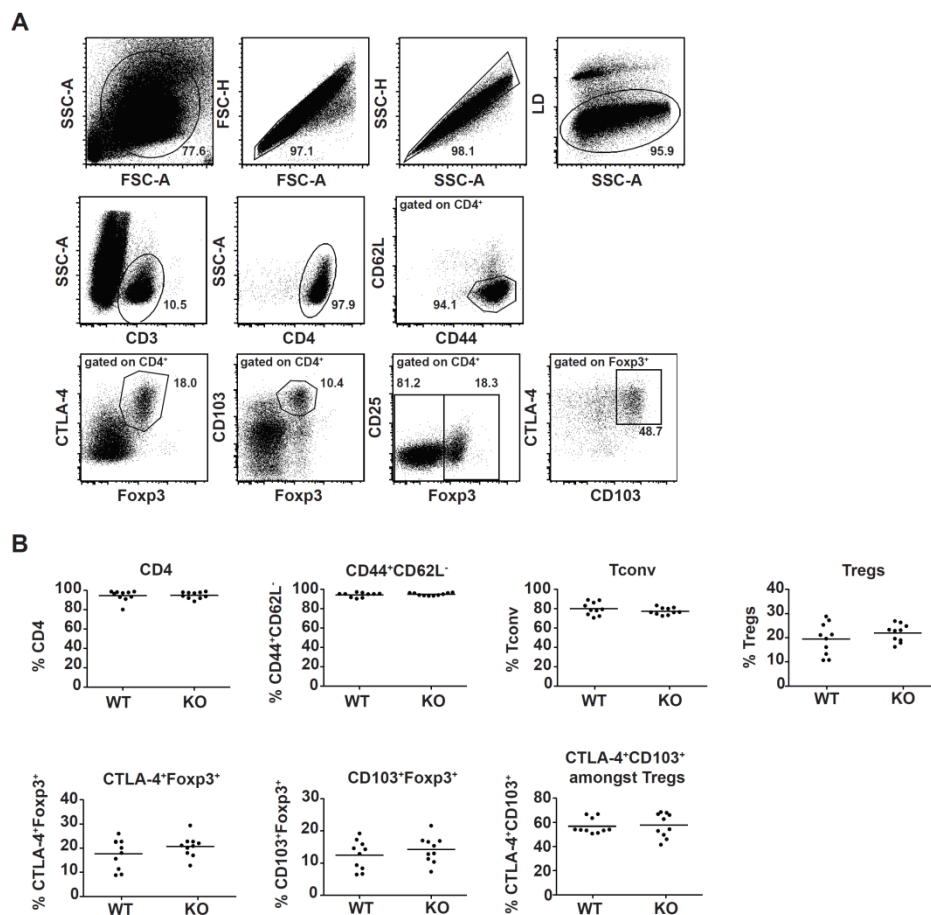 A
SSC-A
FSC-A
77.6
FSC-H
FSC-A
97.1
SSC-H
SSC-A
98.1
LD
SSC-A
95.9
SSC-A
CD3
10.5
SSC-A
CD4
97.9
gated on CD4⁺
CD62L
CD44
94.1
gated on CD4⁺
CTLA-4
Foxp3
18.0
gated on CD4⁺
CD103
Foxp3
10.4
gated on CD4⁺
81.2 18.3
CD25
Foxp3
gated on Foxp3⁺
CTLA-4
CD103
48.7
B
CD4
% CD4
100
80
60
40
20
0
WT KO
CD44⁺CD62L⁻
% CD44⁺CD62L⁻
100
80
60
40
20
0
WT KO
Tconv
% Tconv
100
80
60
40
20
0
WT KO
Tregs
% Tregs
40
30
20
10
0
WT KO
CTLA-4⁺Foxp3⁺
% CTLA-4⁺Foxp3⁺
40
30
20
10
0
WT KO
CD103⁺Foxp3⁺
% CD103⁺Foxp3⁺
30
20
10
0
WT KO
CTLA-4⁺CD103⁺
amongst Tregs
% CTLA-4⁺CD103⁺
80
60
40
20
0
WT KO